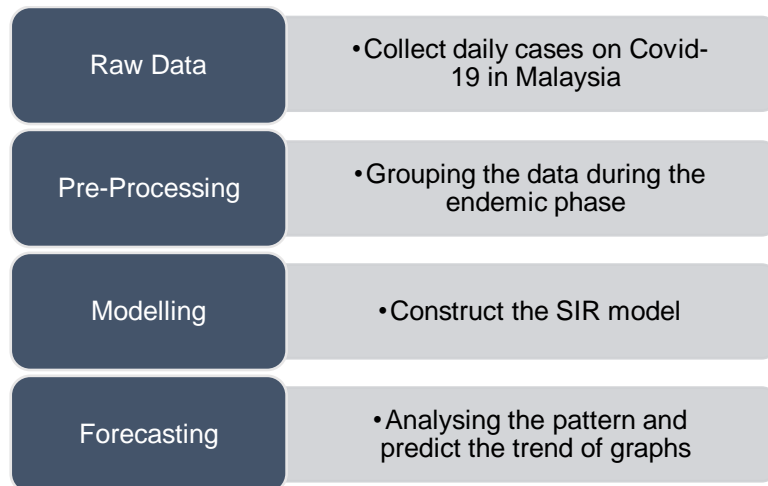 Raw Data
•Collect daily cases on Covid-
19 in Malaysia
Pre-Processing
•Grouping the data during the
endemic phase
Modelling
•Construct the SIR model
Forecasting
•Analysing the pattern and
predict the trend of graphs